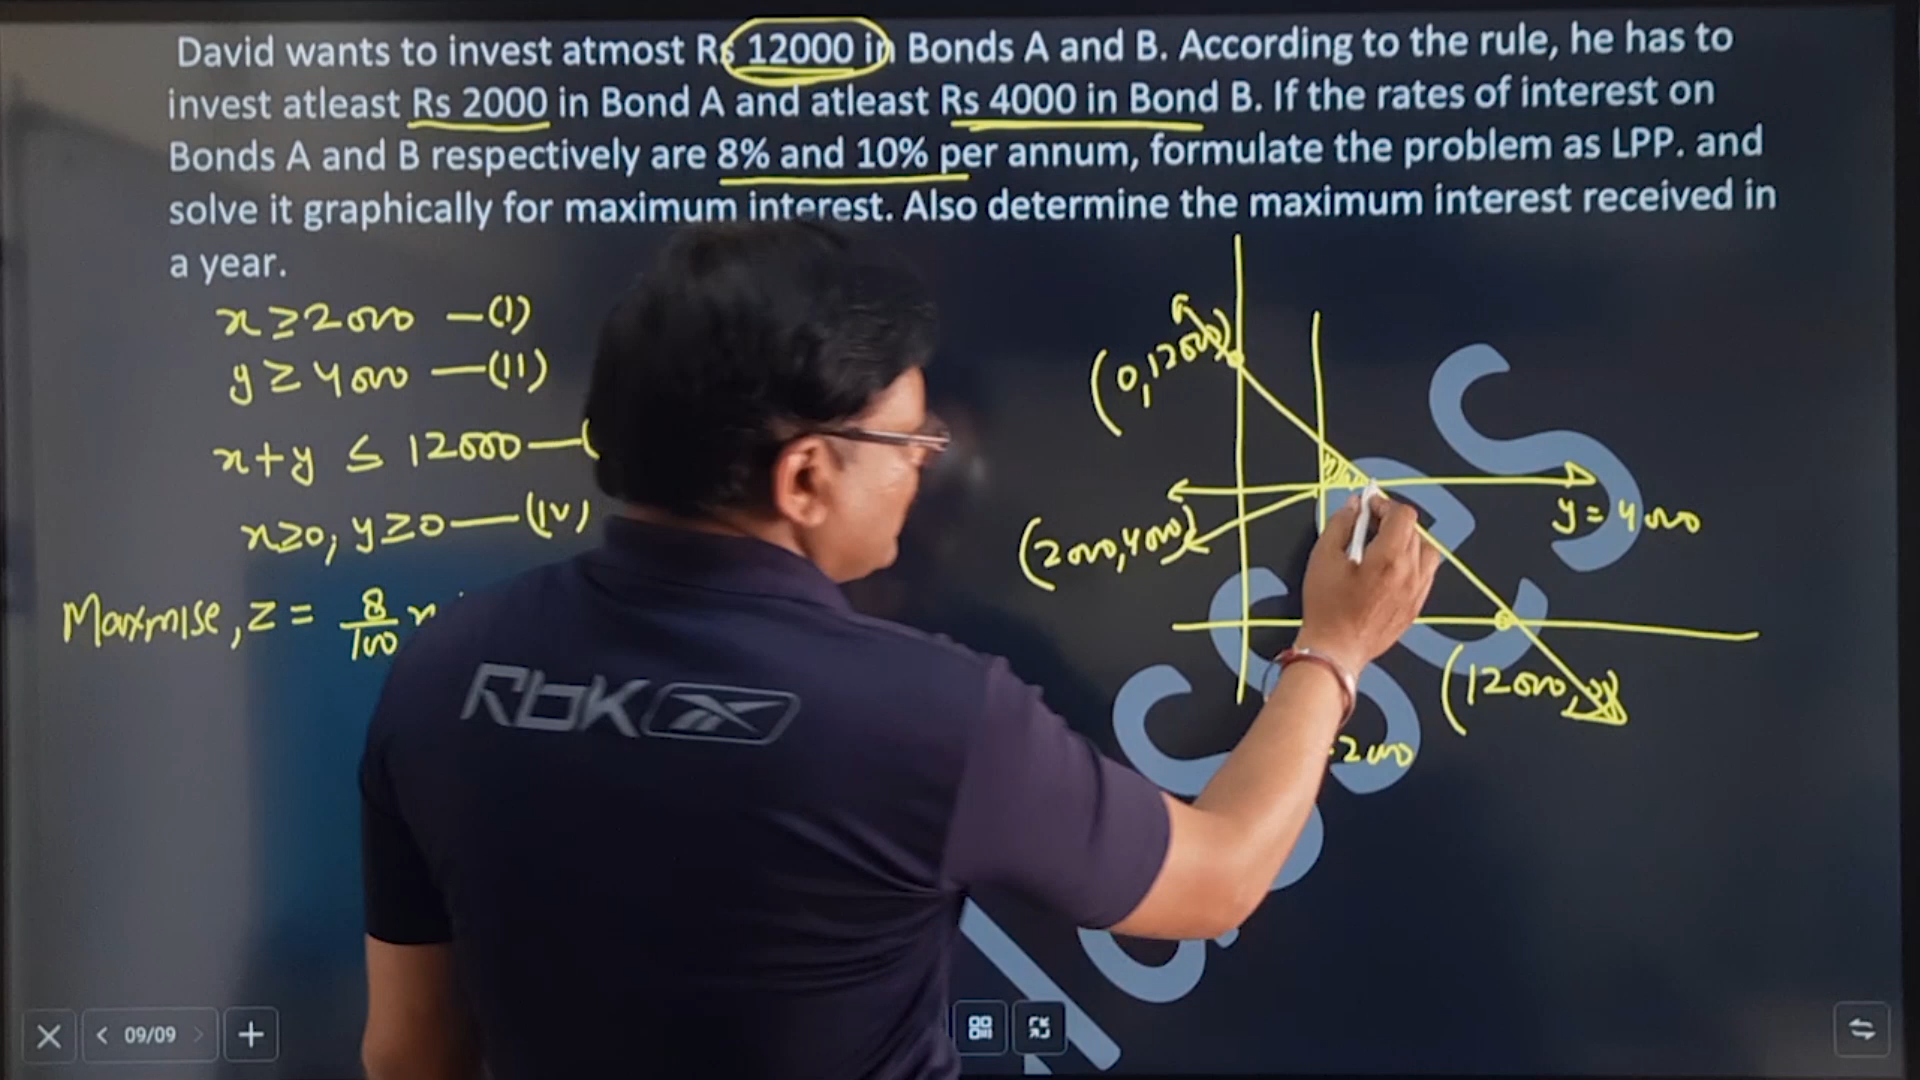 David wants to invest atmost Rs 12000 in Bonds A and B. According to the rule, he has to
invest atleast Rs 2000 in Bond A and atleast Rs 4000 in Bond B. If the rates of interest on
Bonds A and B respectively are 8% and 10% per annum, formulate the problem as LPP. and
solve it graphically for maximum interest. Also determine the maximum interest received in
a year.
x ≥ 2000 —(I)
y ≥ 4000 —(II)
x+y ≤ 12000 —(
x≥0, y≥0 —(IV)
Maxmise, Z = 8/100 x
(0,12000)
y = 4000
(2000,4000)
(12000,
2000
RbK
09/09